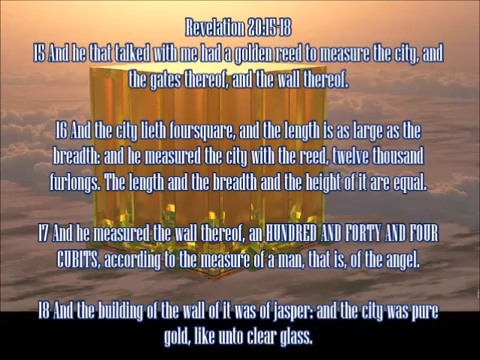 Revelation 20:15-18
15 And he that talked with me had a golden reed to measure the city, and
the gates thereof, and the wall thereof.
16 And the city lieth foursquare, and the length is as large as the
breadth: and he measured the city with the reed, twelve thousand
furlongs. The length and the breadth and the height of it are equal.
17 And he measured the wall thereof, an HUNDRED AND FORTY AND FOUR
CUBITS, according to the measure of a man, that is, of the angel.
18 And the building of the wall of it was of jasper: and the city was pure
gold, like unto clear glass.